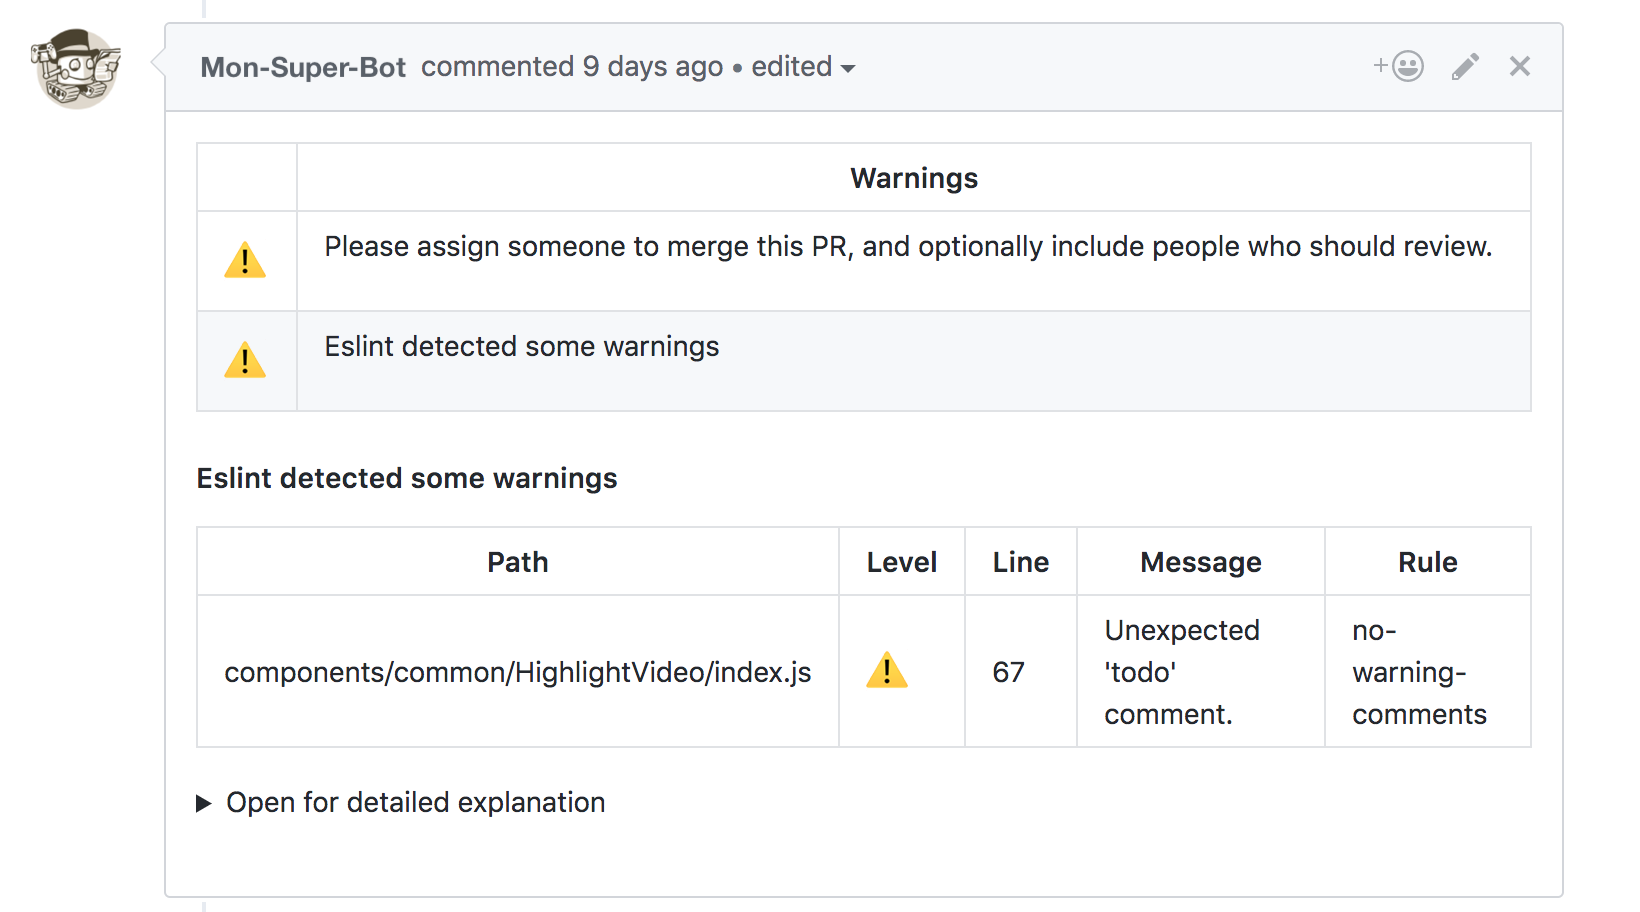 Mon-Super-Bot commented 9 days ago • edited
Warnings
Please assign someone to merge this PR, and optionally include people who should review.
Eslint detected some warnings
Eslint detected some warnings
Path Level Line Message Rule
components/common/HighlightVideo/index.js 67 Unexpected 'todo' comment. no-warning-comments
Open for detailed explanation